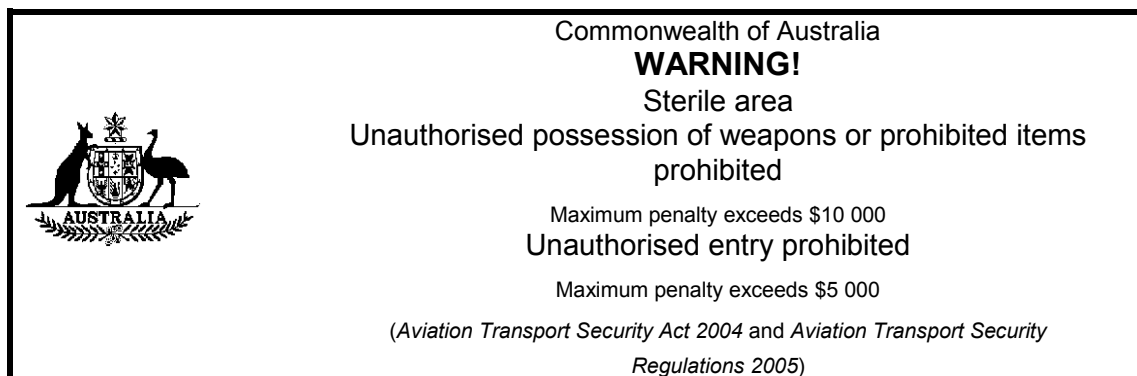 Commonwealth of Australia
WARNING!
Sterile area
Unauthorised possession of weapons or prohibited items
prohibited
Maximum penalty exceeds $10 000
Unauthorised entry prohibited
Maximum penalty exceeds $5 000
(Aviation Transport Security Act 2004 and Aviation Transport Security
Regulations 2005)
AUSTRALIA